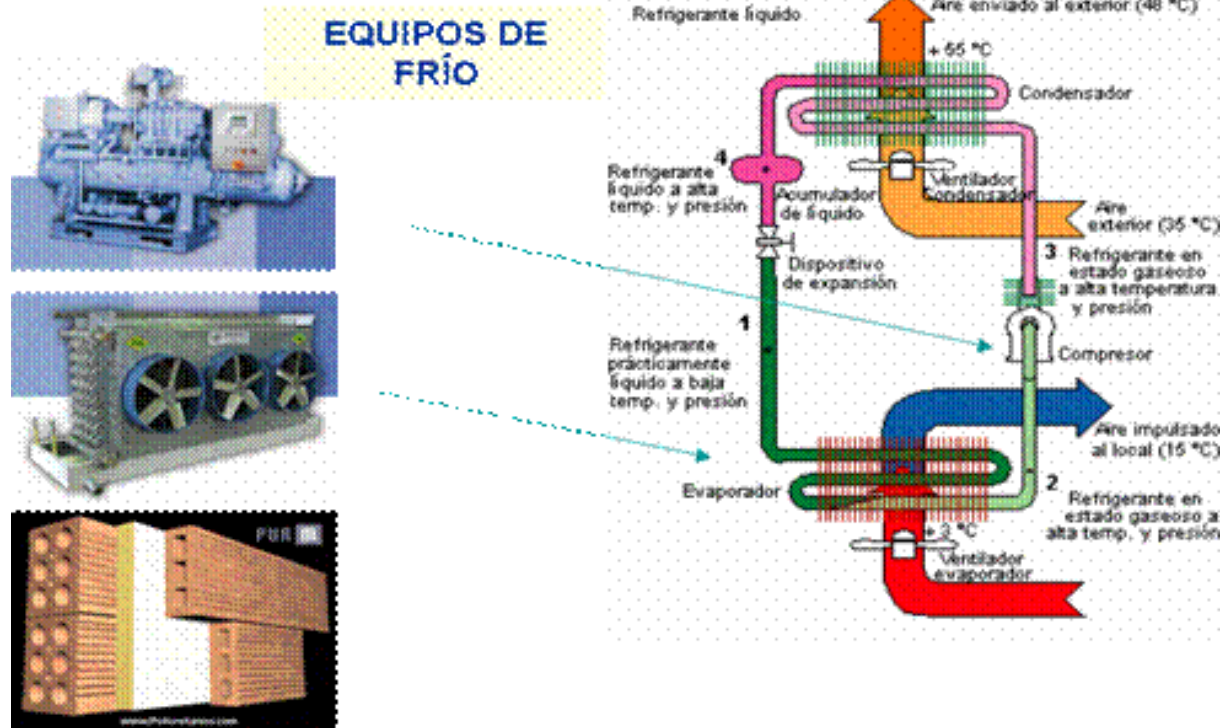 EQUIPOS DE
FRÍO
Refrigerante líquido
Aire enviado al exterior (48 °C)
+ 55 °C
Condensador
4
Refrigerante
líquido a alta
temp. y presión
Acumulador
de líquido
Ventilador
Condensador
Aire
exterior (35 °C)
Dispositivo
de expansión
3
Refrigerante en
estado gaseoso
a alta temperatura
y presión
1
Compresor
Refrigerante
prácticamente
líquido a baja
temp. y presión
Aire impulsado
al local (15 °C)
Evaporador
2
Refrigerante en
estado gaseoso a
alta temp. y presión
+ 3 °C
Ventilador
evaporador
PUR